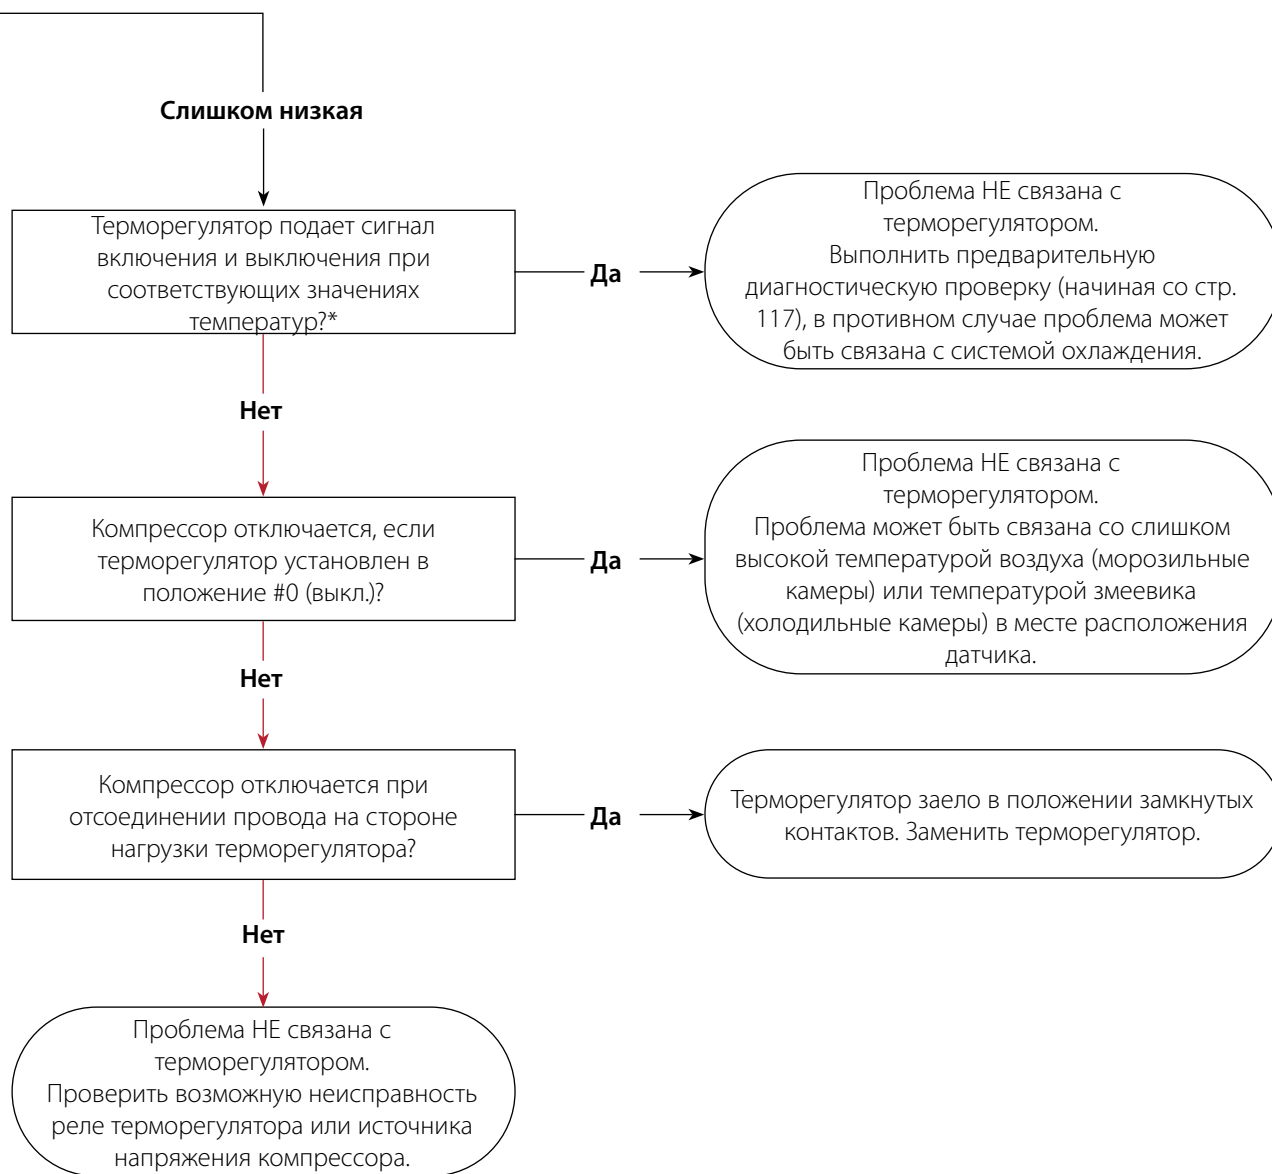 Слишком низкая
Терморегулятор подает сигнал
включения и выключения при
соответствующих значениях
температур?*
Да
Проблема НЕ связана с
терморегулятором.
Выполнить предварительную
диагностическую проверку (начиная со стр.
117), в противном случае проблема может
быть связана с системой охлаждения.
Нет
Компрессор отключается, если
терморегулятор установлен в
положение #0 (выкл.)?
Да
Проблема НЕ связана с
терморегулятором.
Проблема может быть связана со слишком
высокой температурой воздуха (морозильные
камеры) или температурой змеевика
(холодильные камеры) в месте расположения
датчика.
Нет
Компрессор отключается при
отсоединении провода на стороне
нагрузки терморегулятора?
Да
Терморегулятор заело в положении замкнутых
контактов. Заменить терморегулятор.
Нет
Проблема НЕ связана с
терморегулятором.
Проверить возможную неисправность
реле терморегулятора или источника
напряжения компрессора.